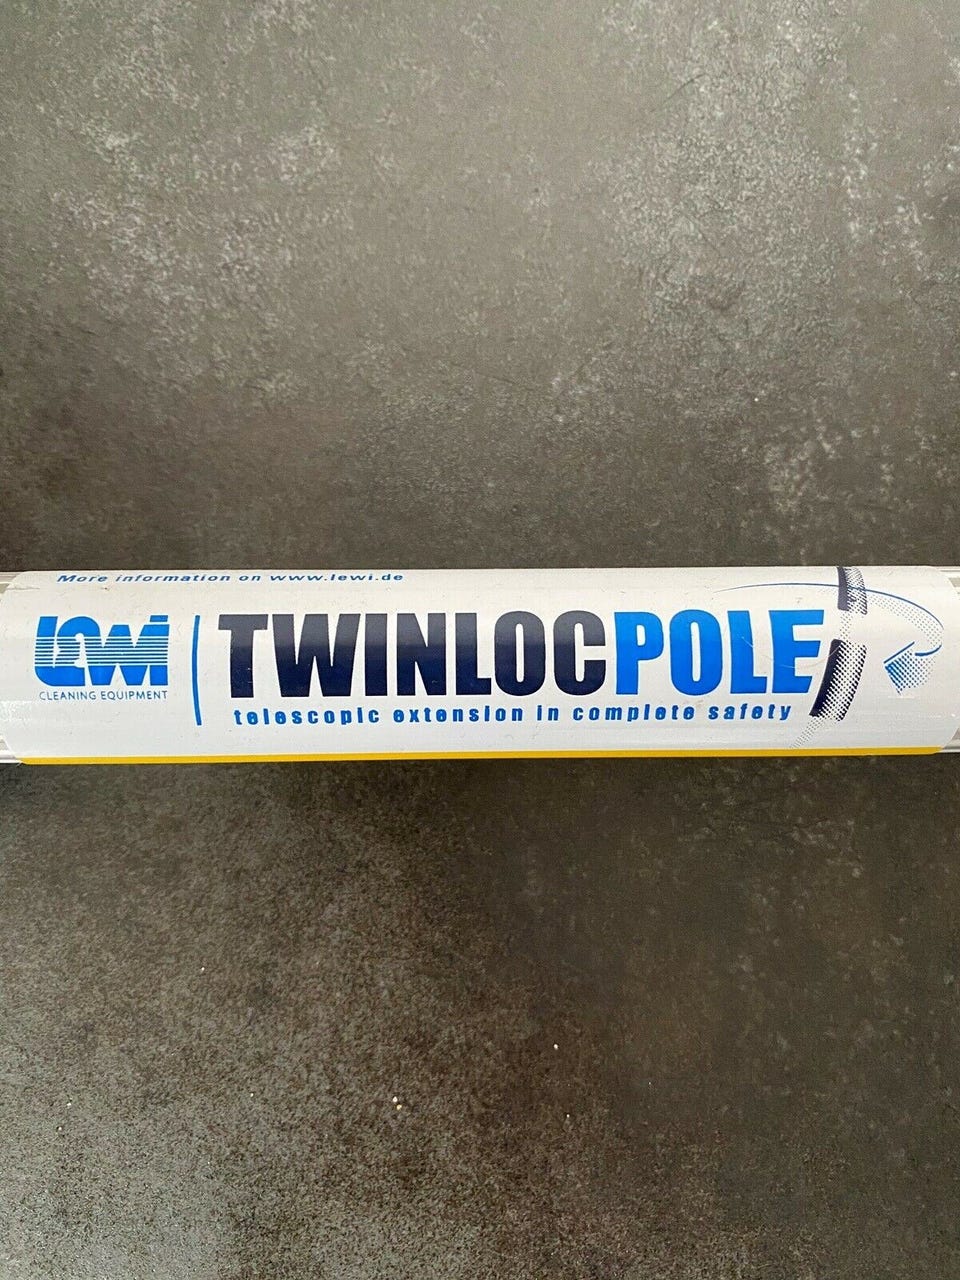 More information on www.lewi.de
LEWI
CLEANING EQUIPMENT
TWINLOCPOLE
telescopic extension in complete safety